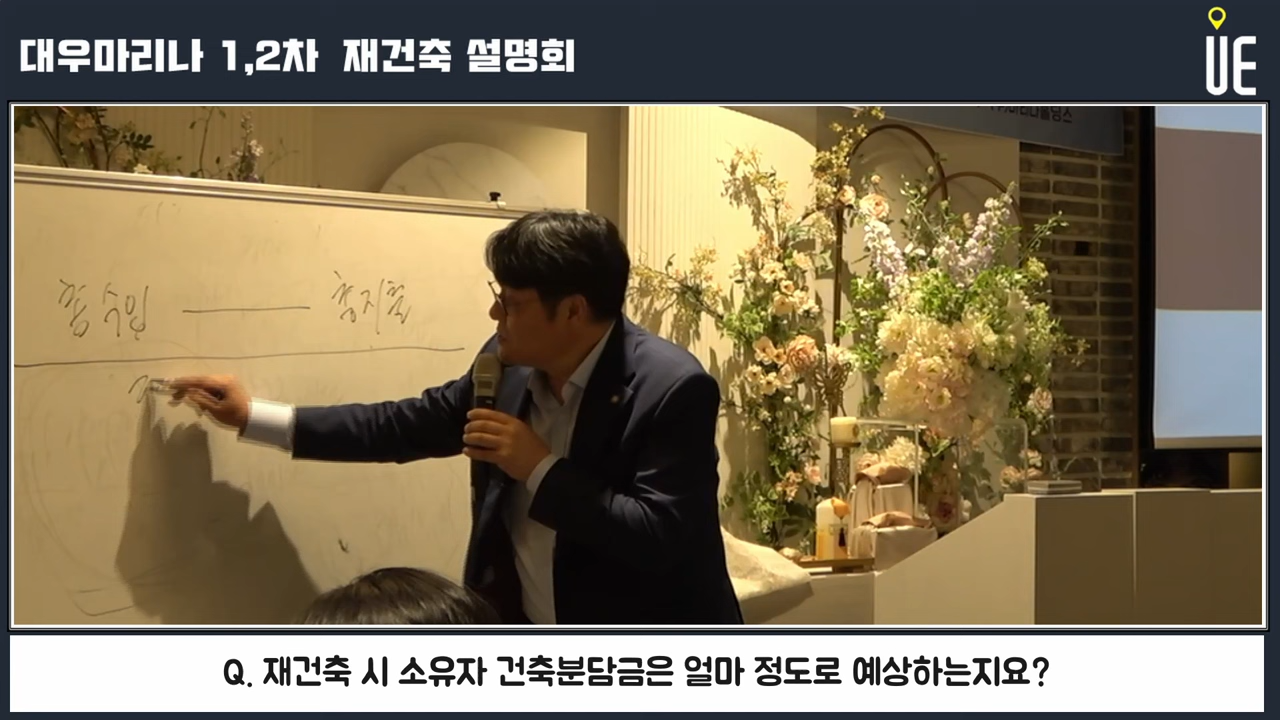 대우마리나 1,2차 재건축 설명회
UE
총수입 — 총지출
Q. 재건축 시 소유자 건축분담금은 얼마 정도로 예상하는지요?